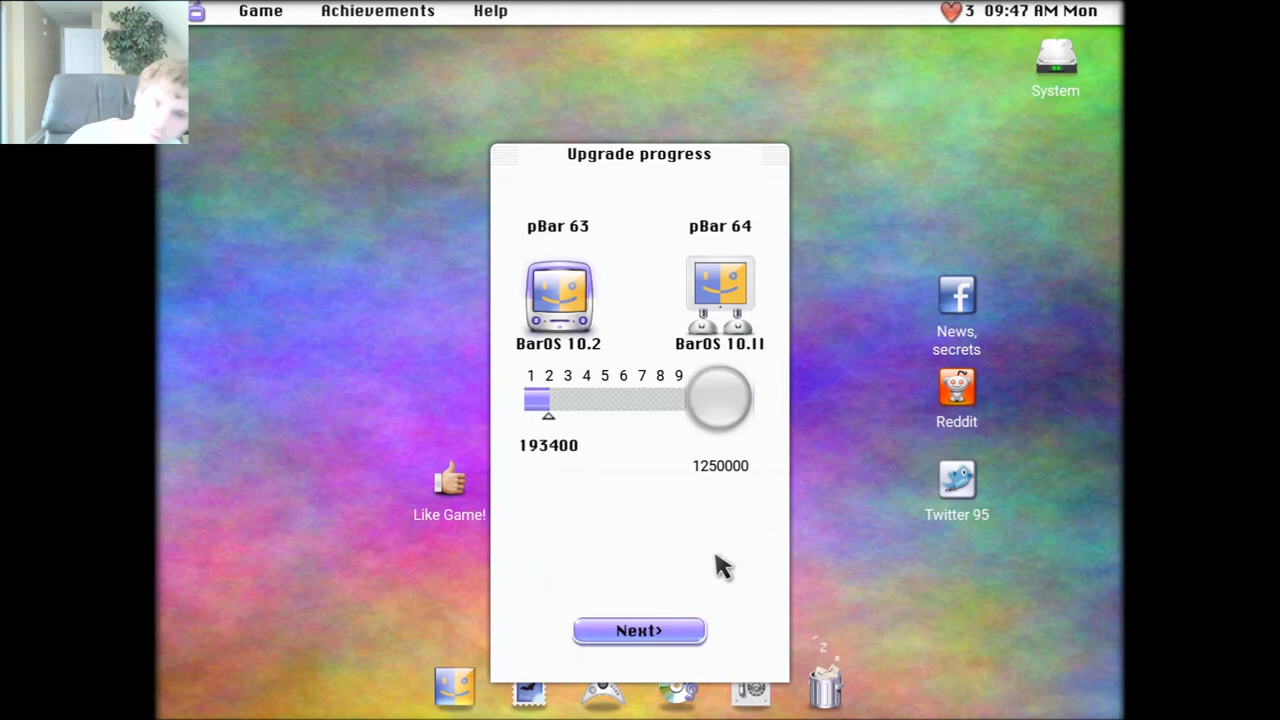 Game Achievements Help 3 09:47 AM Mon
System
Upgrade progress
pBar 63 pBar 64
BarOS 10.2 BarOS 10.11
1 2 3 4 5 6 7 8 9
193400
1250000
Next>
Like Game!
News,
secrets
Reddit
Twitter 95
z